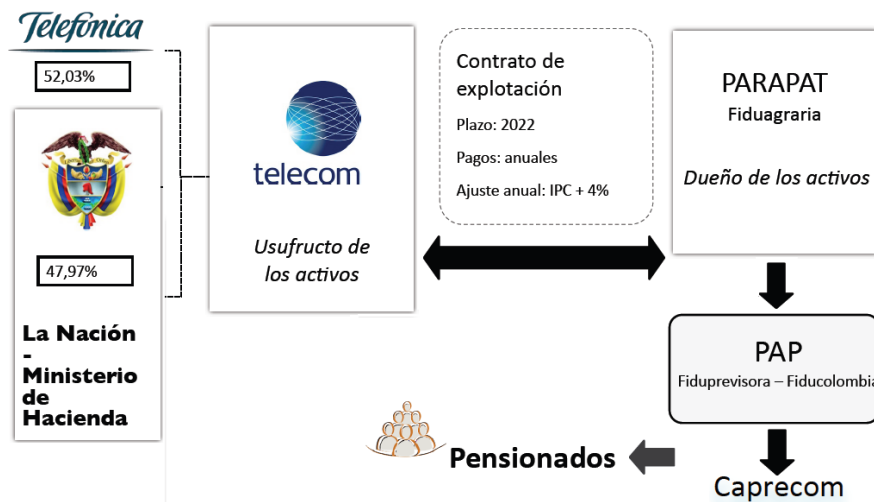 Telefónica
52,03%
47,97%
La Nación
-
Ministerio
de
Hacienda
telecom
Usufructo de
los activos
Contrato de
explotación
Plazo: 2022
Pagos: anuales
Ajuste anual: IPC + 4%
PARAPAT
Fiduagraria
Dueño de los activos
PAP
Fiduprevisora – Fiducolombia
Caprecom
Pensionados